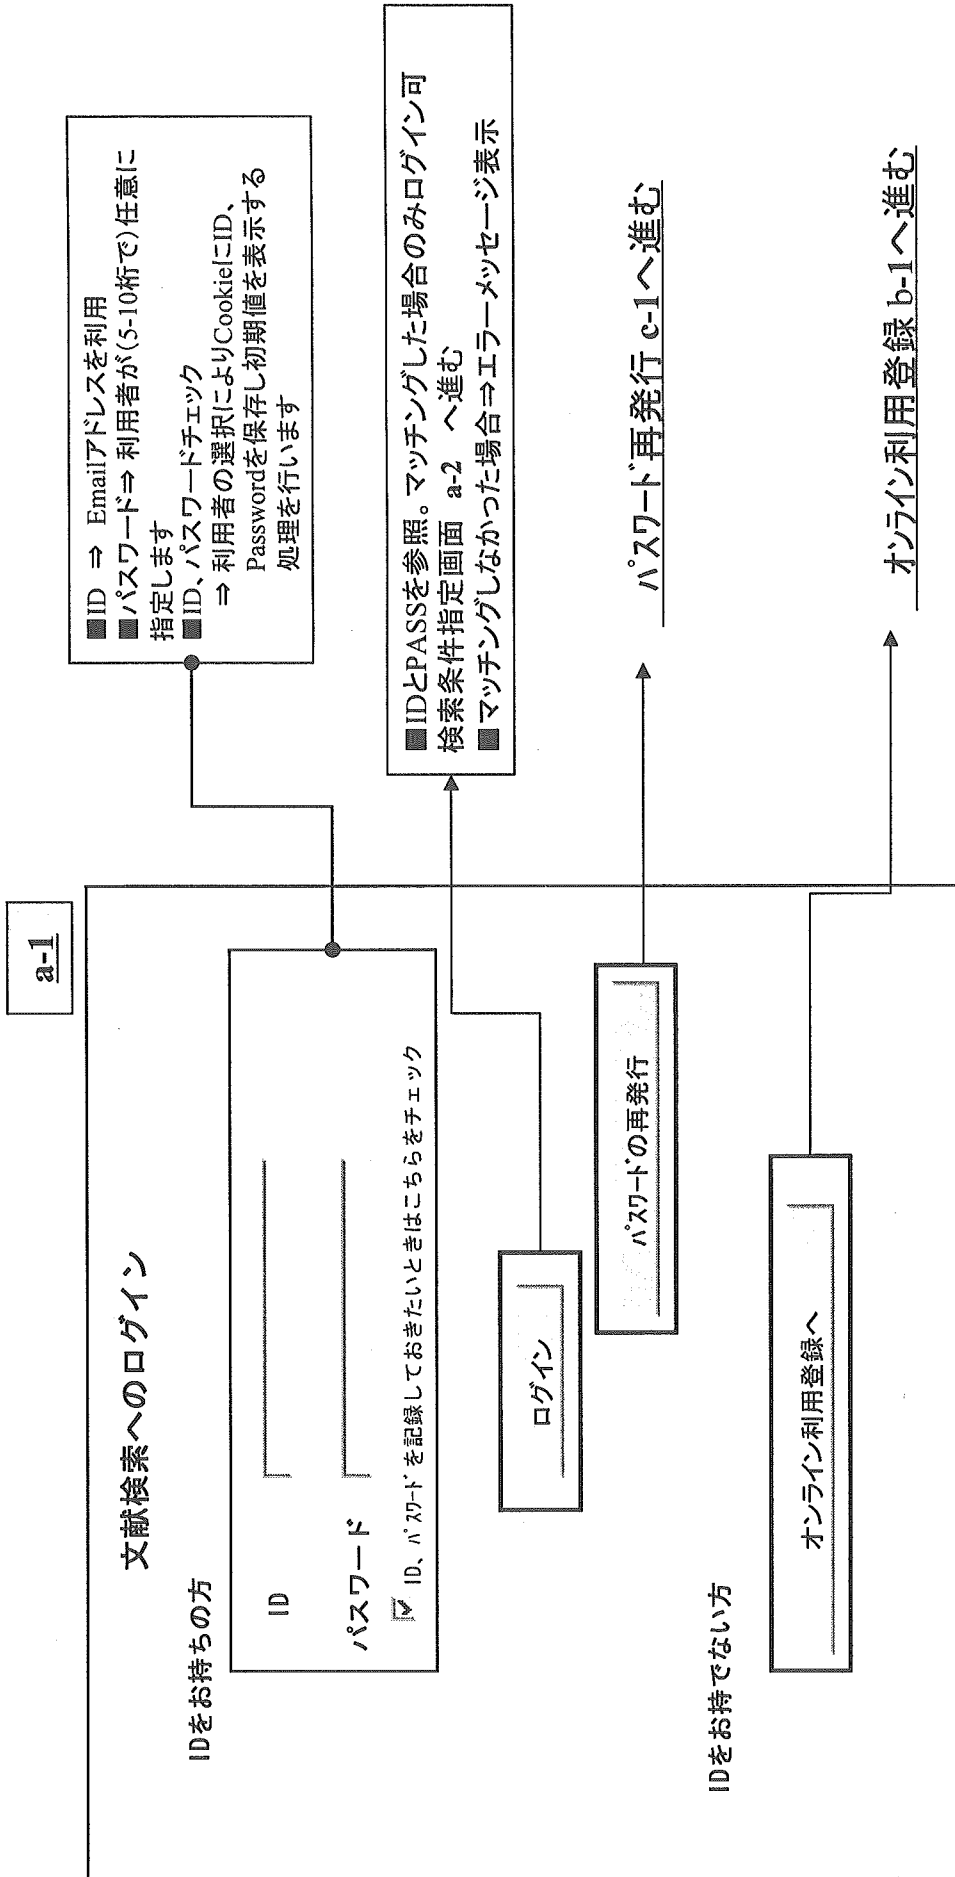 a-1
文献検索へのログイン
IDをお持ちの方
ID
パスワード
ID、パスワードを記録しておきたいときはこちらをチェック
ログイン
パスワードの再発行
IDをお持でない方
オンライン利用登録へ
■ID ⇒ Emailアドレスを利用
■パスワード⇒ 利用者が(5-10桁で)任意に
指定します
■ID、パスワードチェック
⇒ 利用者の選択によりCookieにID、
Passwordを保存し初期値を表示する
処理を行います
■IDとPASSを参照。マッチングした場合のみログイン可
検索条件指定画面 a-2 へ進む
■マッチングしなかった場合⇒エラーメッセージ表示
パスワード再発行 c-1へ進む
オンライン利用登録 b-1へ進む